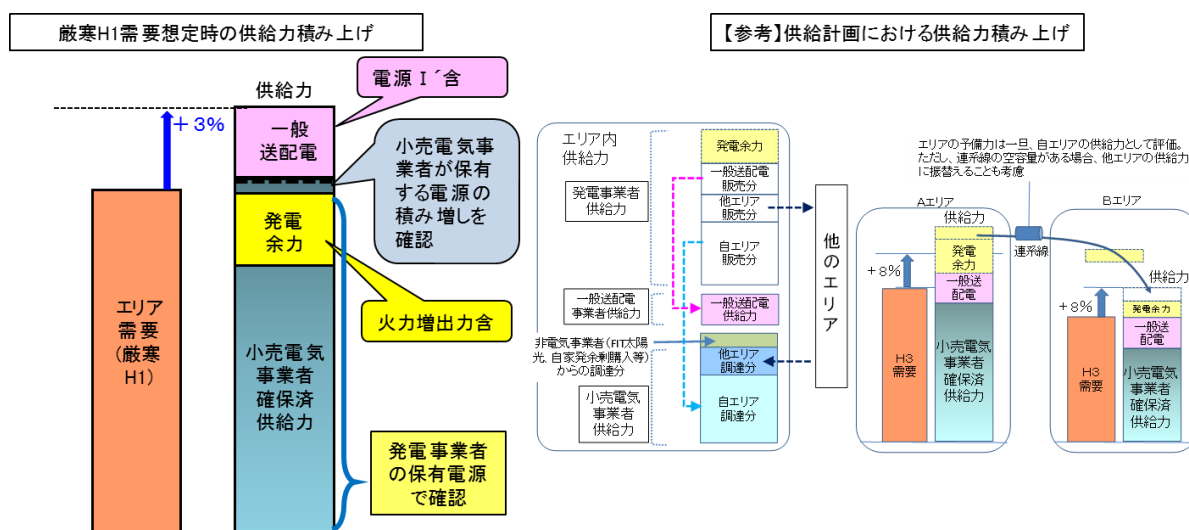 厳寒H1需要想定時の供給力積み上げ
供給力
+3%
エリア
需要
(厳寒
H1)
一般
送配電
発電
余力
小売電気
事業者
確保済
供給力
電源Ⅰ´含
小売電気事
業者が保有
する電源の
積み増しを
確認
火力増出力含
発電事業者
の保有電源
で確認
【参考】供給計画における供給力積み上げ
エリア内
供給力
発電事業者
供給力
一般送配電
事業者供給力
非電気事業者(FIT太陽
光、自家発余剰購入等)
からの調達分
小売電気
事業者
供給力
発電余力
一般送配電
販売分
他エリア
販売分
自エリア
販売分
一般送配電
供給力
他エリア
調達分
自エリア
調達分
他のエリア
エリアの予備力は一旦、自エリアの供給力として評価。
ただし、連系線の空容量がある場合、他エリアの供給力
に振替えることも考慮
Aエリア
供給力
+8%
発電
余力
一般送
配電
H3
需要
小売電気
事業者
確保済
供給力
連系線
Bエリア
供給力
+8%
発電余力
一般送
配電
H3
需要
小売電気
事業者
確保済
供給力